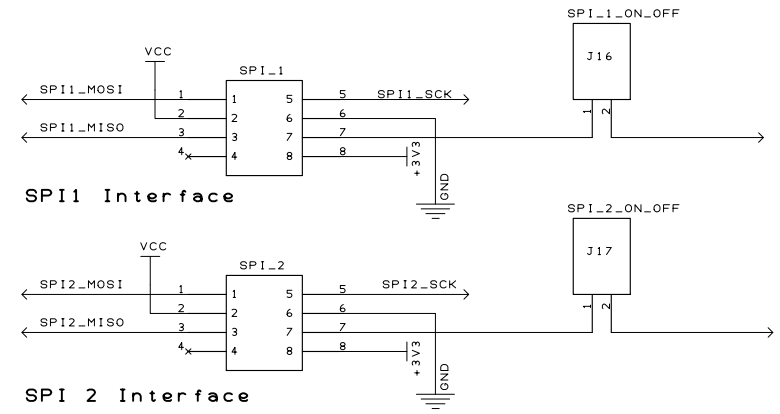 SPI_1_ON_OFF
J16
1 2
VCC
SPI_1
SPI1_MOSI 1 1 5 5 SPI1_SCK
2 2 6 6
SPI1_MISO 3 3 7 7
4 4 8 8 +3V3
GND
SPI1 Interface
SPI_2_ON_OFF
J17
1 2
VCC
SPI_2
SPI2_MOSI 1 1 5 5 SPI2_SCK
2 2 6 6
SPI2_MISO 3 3 7 7
4 4 8 8 +3V3
GND
SPI 2 Interface